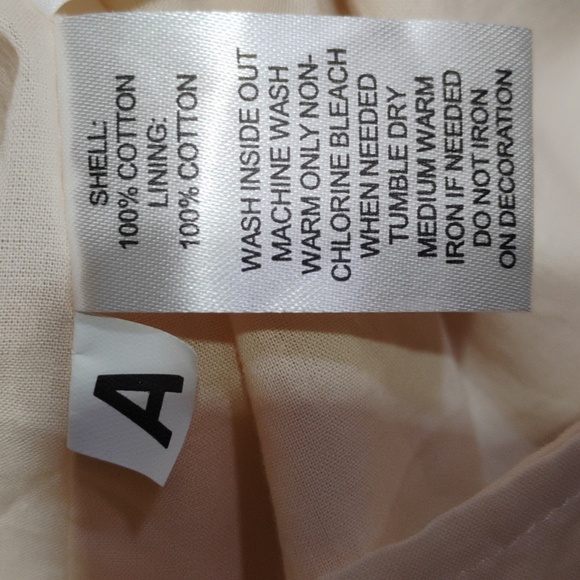 SHELL:
100% COTTON
LINING:
100% COTTON
WASH INSIDE OUT
MACHINE WASH
WARM ONLY NON-
CHLORINE BLEACH
WHEN NEEDED
TUMBLE DRY
MEDIUM WARM
IRON IF NEEDED
DO NOT IRON
ON DECORATION
A